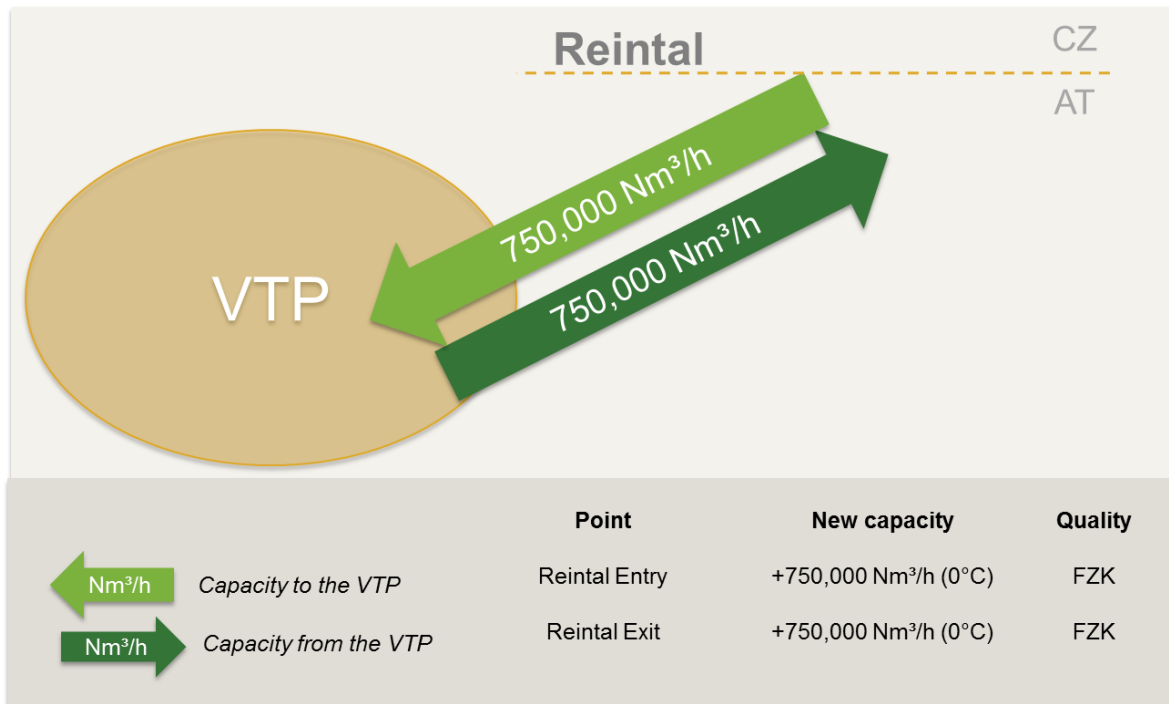 Reintal
CZ
AT
750,000 Nm³/h
750,000 Nm³/h
VTP
Point New capacity Quality
Nm³/h Capacity to the VTP Reintal Entry +750,000 Nm³/h (0°C) FZK
Nm³/h Capacity from the VTP Reintal Exit +750,000 Nm³/h (0°C) FZK